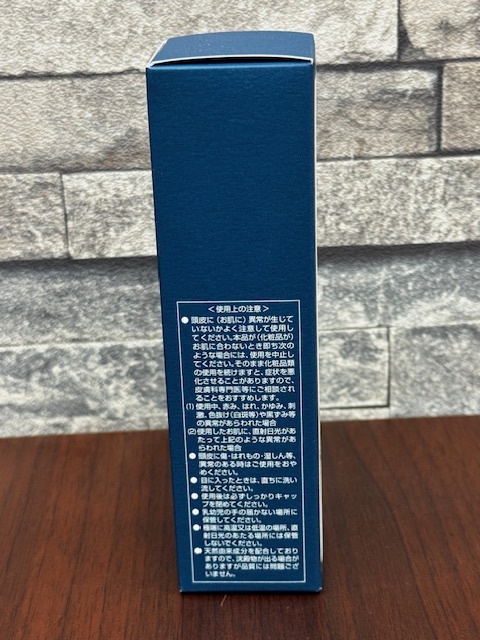 ＜使用上の注意＞
●頭皮に（お肌に）異常が生じて
いないかよく注意して使用し
てください。本品が（化粧品が）
お肌に合わないとき即ち次の
ような場合には、使用を中止し
てください。そのまま化粧品類
の使用を続けますと、症状を悪
化させることがありますので、
皮膚科専門医等にご相談され
ることをおすすめします。
(1)使用中、赤み、はれ、かゆみ、刺
激、色抜け（白斑等）や黒ずみ等
の異常があらわれた場合
(2)使用したお肌に、直射日光があ
たって上記のような異常があ
らわれた場合
●頭皮に傷・はれもの・湿しん等、
異常のある時はご使用をおや
めください。
●目に入ったときは、直ちに洗い
流してください。
●使用後は必ずしっかりキャッ
プを閉めてください。
●乳幼児の手の届かない場所に
保管してください。
●極端に高温又は低温の場所、直
射日光のあたる場所には保管
しないでください。
●天然由来成分を配合しており
ますので、沈殿物が出る場合が
ありますが品質には問題ござ
いません。